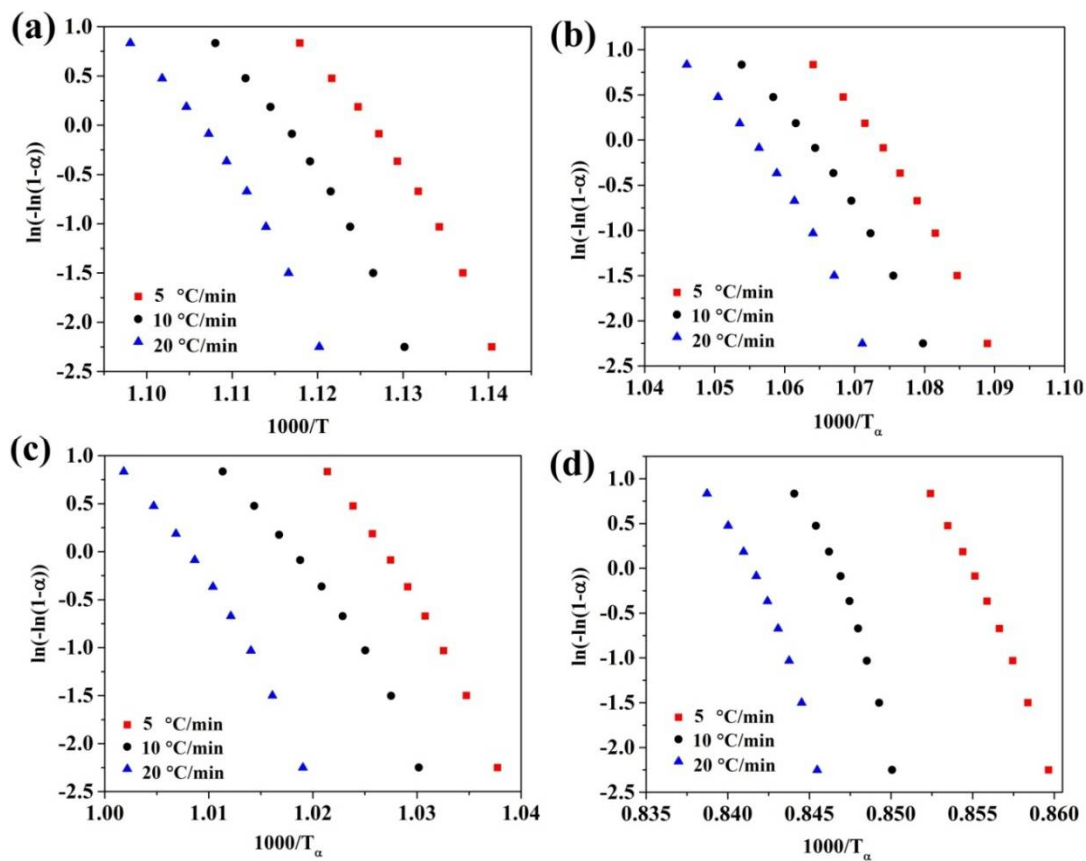 (a)
1.0
0.5
0.0
-0.5
-1.0
-1.5
-2.0
-2.5
ln(-ln(1-α))
5 °C/min
10 °C/min
20 °C/min
1.10 1.11 1.12 1.13 1.14
1000/T
(b)
1.0
0.5
0.0
-0.5
-1.0
-1.5
-2.0
-2.5
ln(-ln(1-α))
5 °C/min
10 °C/min
20 °C/min
1.04 1.05 1.06 1.07 1.08 1.09 1.10
1000/Tα
(c)
1.0
0.5
0.0
-0.5
-1.0
-1.5
-2.0
-2.5
ln(-ln(1-α))
5 °C/min
10 °C/min
20 °C/min
1.00 1.01 1.02 1.03 1.04
1000/Tα
(d)
1.0
0.5
0.0
-0.5
-1.0
-1.5
-2.0
-2.5
ln(-ln(1-α))
5 °C/min
10 °C/min
20 °C/min
0.835 0.840 0.845 0.850 0.855 0.860
1000/Tα